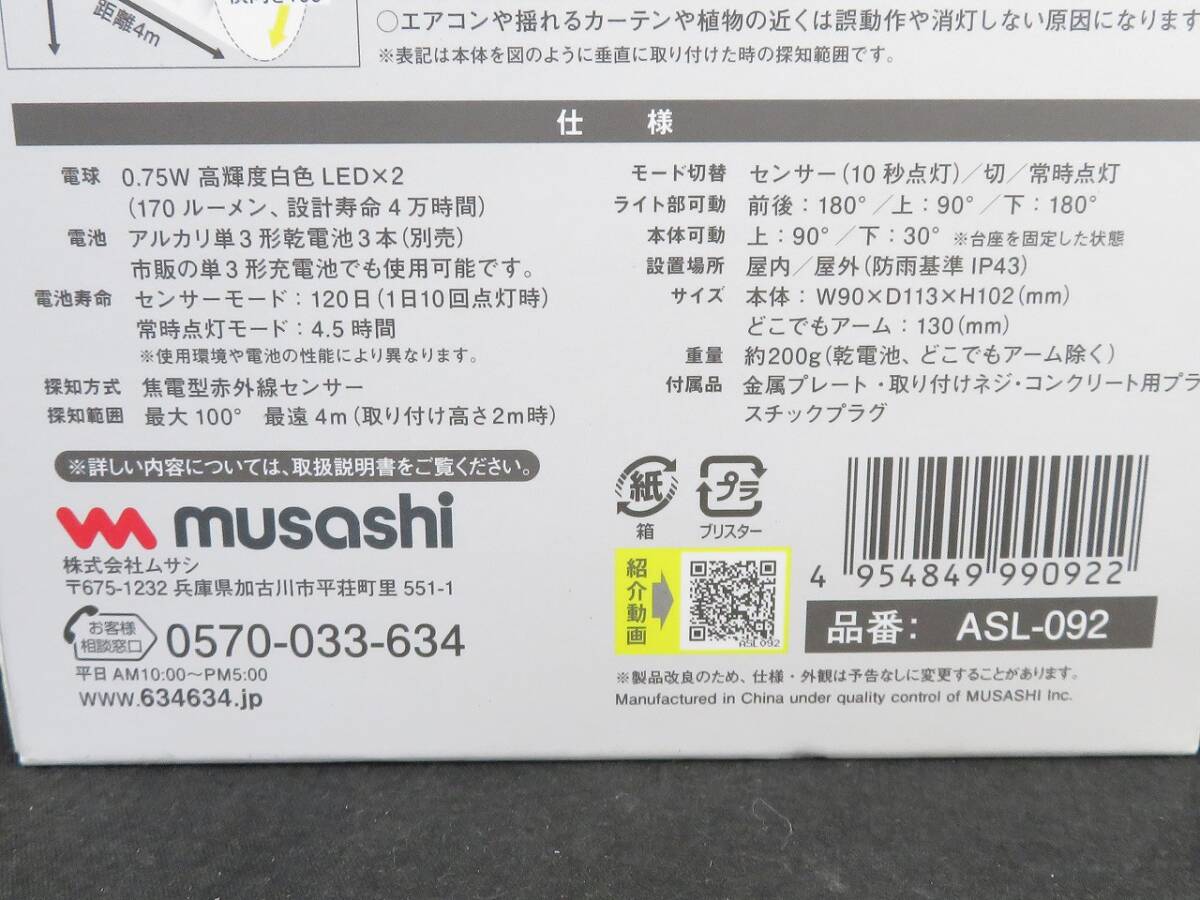 距離4m
○エアコンや揺れるカーテンや植物の近くは誤動作や消灯しない原因になります
※表記は本体を図のように垂直に取り付けた時の探知範囲です。
仕 様
電球 0.75W 高輝度白色 LED×2
(170 ルーメン、設計寿命4万時間)
電池 アルカリ単3形乾電池3本(別売)
市販の単3形充電池でも使用可能です。
電池寿命 センサーモード:120日(1日10回点灯時)
常時点灯モード:4.5時間
※使用環境や電池の性能により異なります。
探知方式 焦電型赤外線センサー
探知範囲 最大100° 最遠4m(取り付け高さ2m時)
モード切替 センサー(10秒点灯)/切/常時点灯
ライト部可動 前後:180°/上:90°/下:180°
本体可動 上:90°/下:30° ※台座を固定した状態
設置場所 屋内/屋外(防雨基準IP43)
サイズ 本体:W90×D113×H102(mm)
どこでもアーム:130(mm)
重量 約200g(乾電池、どこでもアーム除く)
付属品 金属プレート・取り付けネジ・コンクリート用プラ
スチックプラグ
※詳しい内容については、取扱説明書をご覧ください。
musashi
株式会社ムサシ
〒675-1232 兵庫県加古川市平荘町里 551-1
お客様
相談窓口
0570-033-634
平日 AM10:00〜PM5:00
www.634634.jp
紙
箱
プラ
ブリスター
紹介動画
ASL092
4 954849 990922
品番: ASL-092
※製品改良のため、仕様・外観は予告なしに変更することがあります。
Manufactured in China under quality control of MUSASHI Inc.